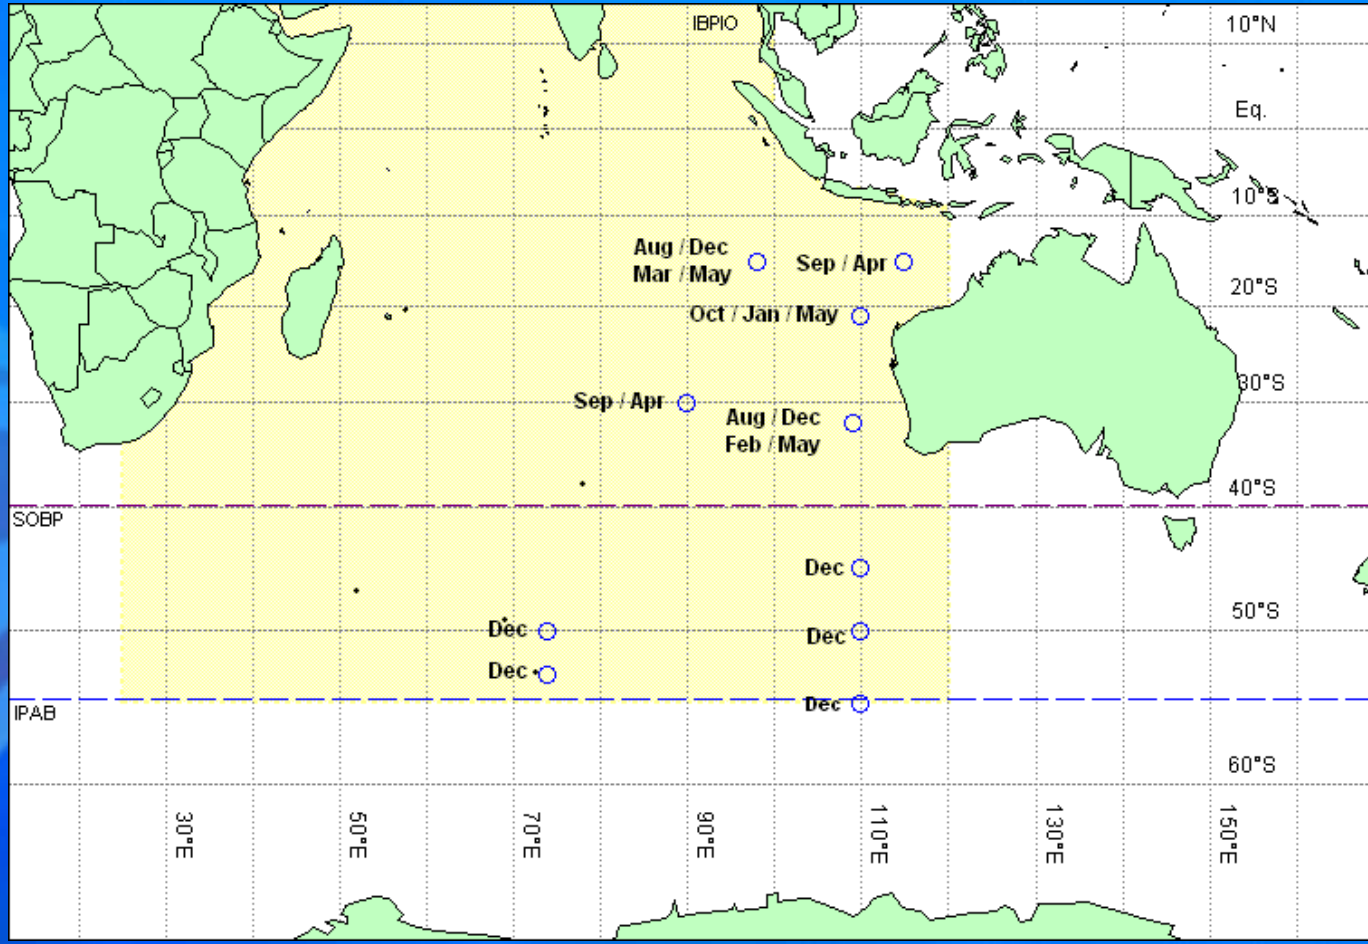 IBPIO
10°N
Eq.
10°S
Aug / Dec
Mar / May
Sep / Apr
20°S
Oct / Jan / May
30°S
Sep / Apr
Aug / Dec
Feb / May
40°S
SOBP
Dec
50°S
Dec
Dec
Dec
Dec
IPAB
60°S
30°E
50°E
70°E
90°E
110°E
130°E
150°E